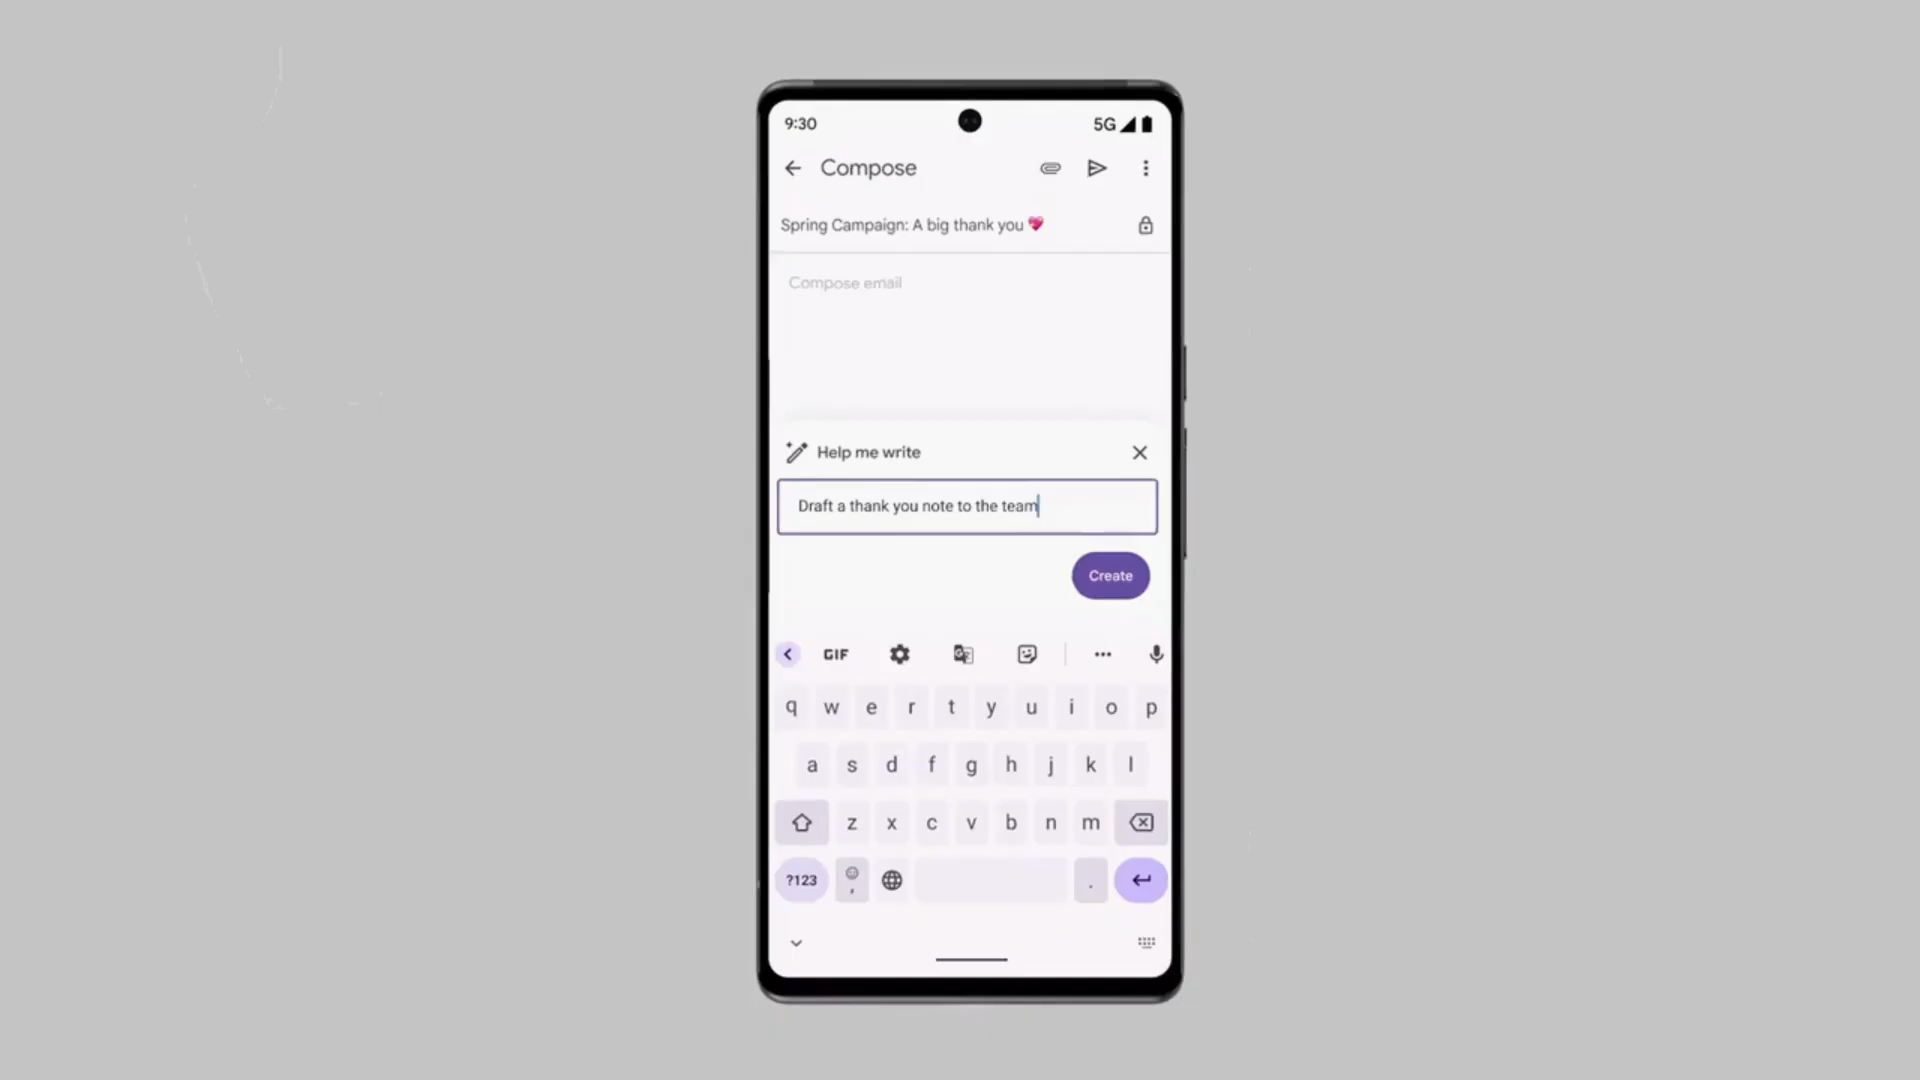 9:30 5G
Compose
Spring Campaign: A big thank you 💖
Compose email
Help me write
Draft a thank you note to the team
Create
GIF
q w e r t y u i o p
a s d f g h j k l
z x c v b n m
?123 , .